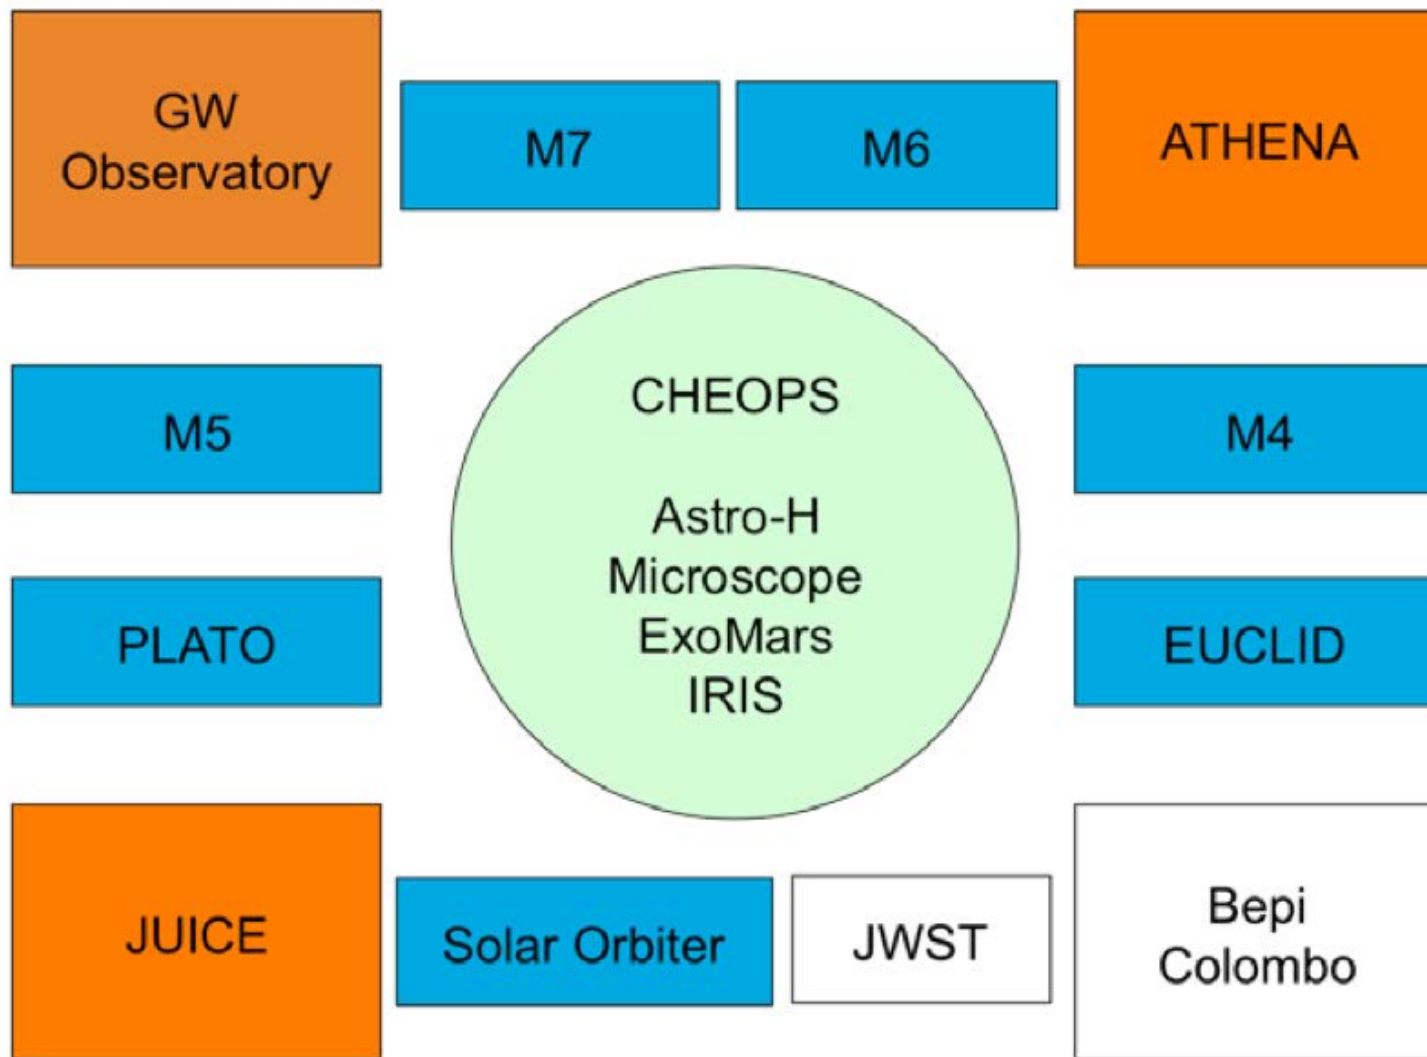 GW
Observatory
M7
M6
ATHENA
CHEOPS
M5
M4
Astro-H
Microscope
ExoMars
IRIS
PLATO
EUCLID
JUICE
Solar Orbiter
JWST
Bepi
Colombo